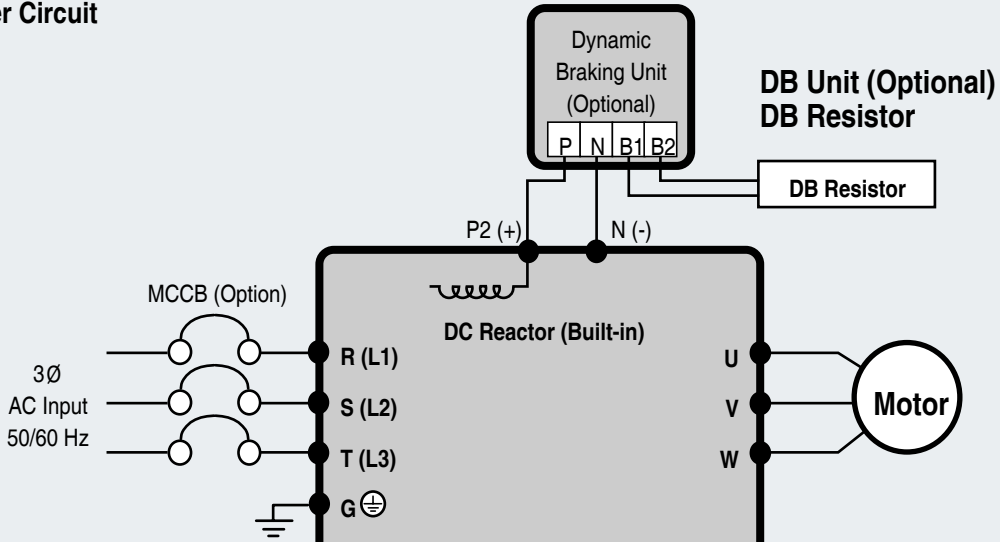 er Circuit
Dynamic
Braking Unit
(Optional)
P N B1 B2
DB Unit (Optional)
DB Resistor
DB Resistor
P2 (+)
N (-)
MCCB (Option)
DC Reactor (Built-in)
3Ø
AC Input
50/60 Hz
R (L1)
S (L2)
T (L3)
G
U
V
W
Motor